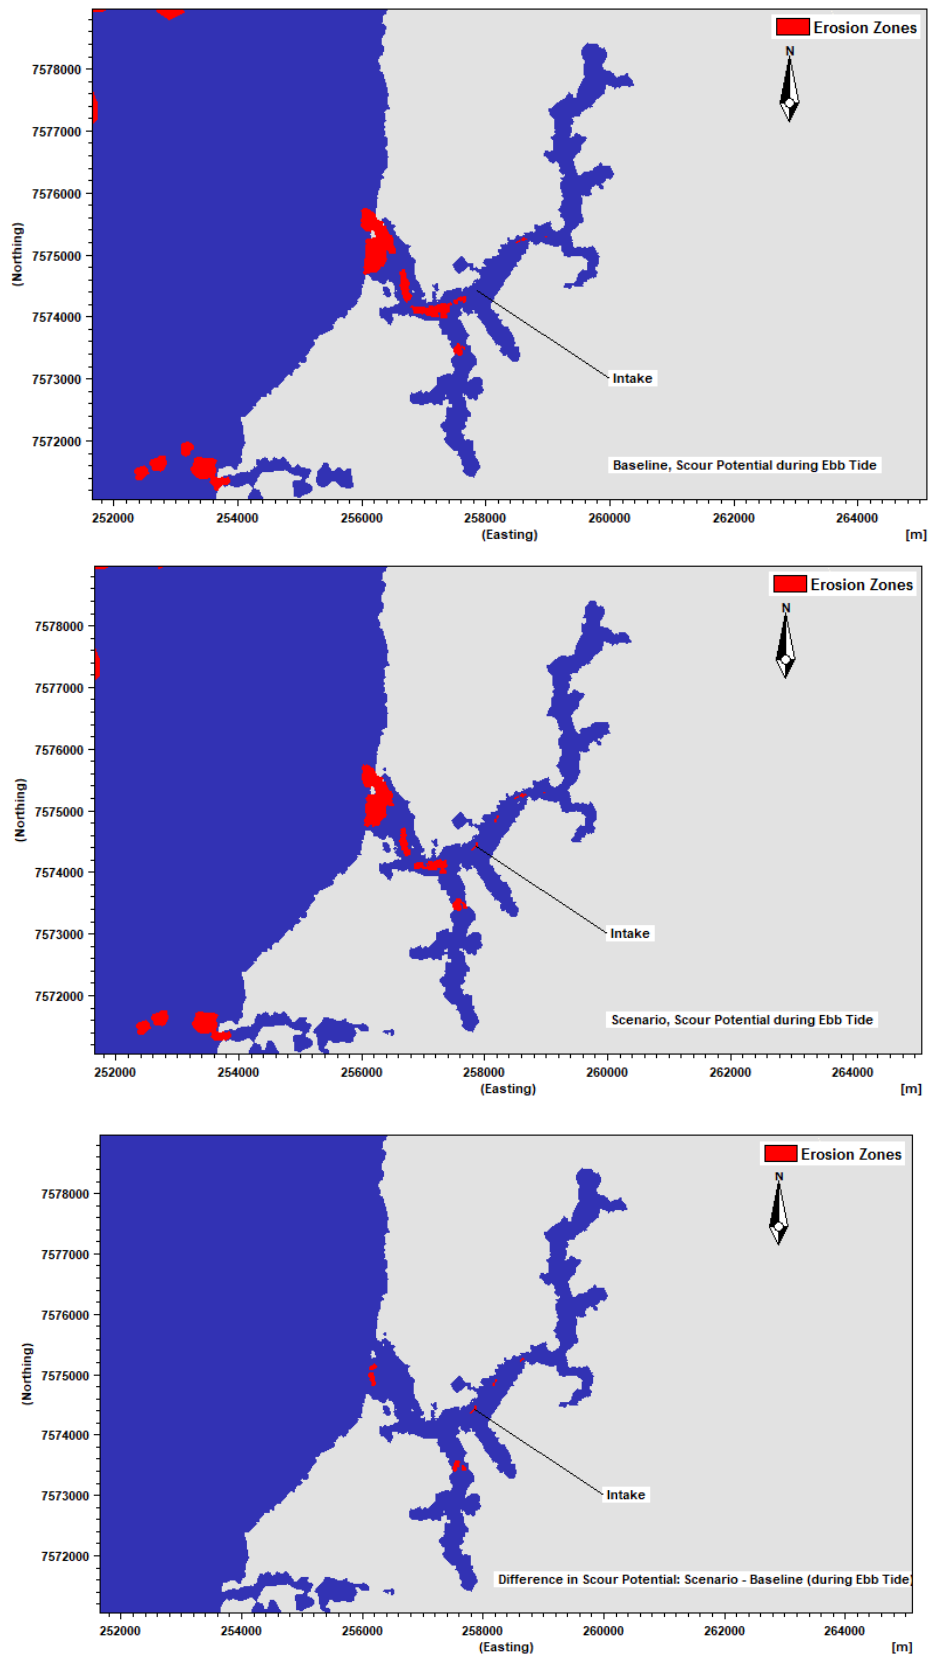 Erosion Zones
N
7578000
7577000
7576000
(Northing)
7575000
7574000
7573000
Intake
7572000
Baseline, Scour Potential during Ebb Tide
252000 254000 256000 258000 260000 262000 264000
(Easting) [m]
Erosion Zones
N
7578000
7577000
7576000
(Northing)
7575000
7574000
7573000
Intake
7572000
Scenario, Scour Potential during Ebb Tide
252000 254000 256000 258000 260000 262000 264000
(Easting) [m]
Erosion Zones
N
7578000
7577000
7576000
(Northing)
7575000
7574000
7573000
Intake
7572000
Difference in Scour Potential: Scenario - Baseline (during Ebb Tide)
252000 254000 256000 258000 260000 262000 264000
(Easting) [m]